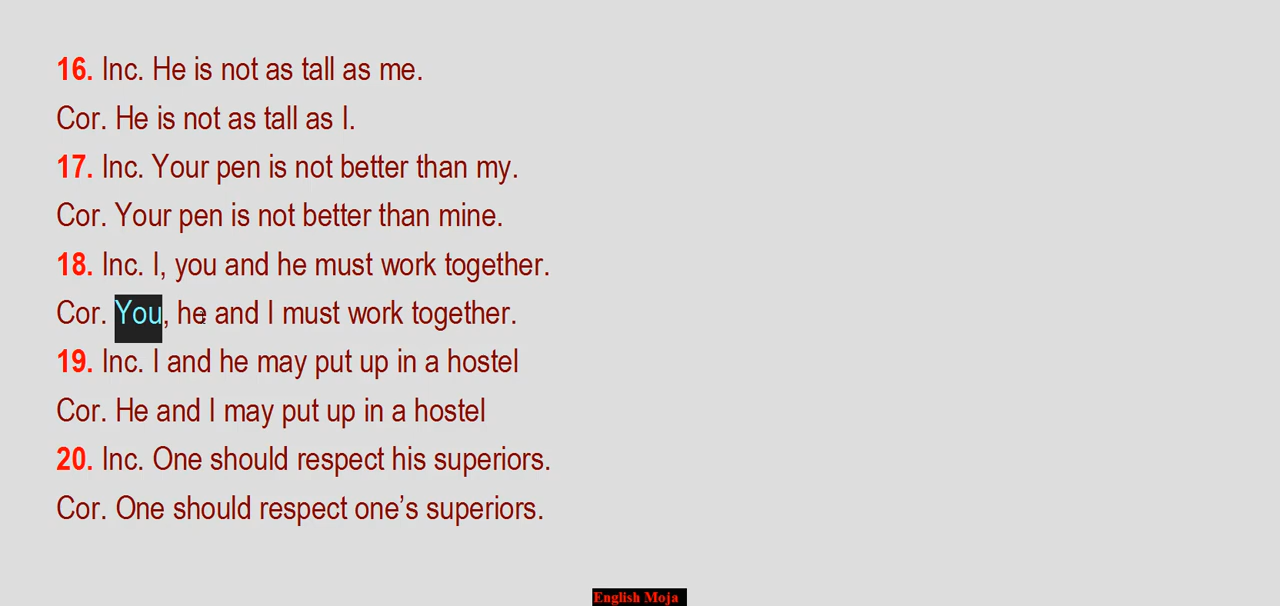 16. Inc. He is not as tall as me.
Cor. He is not as tall as I.
17. Inc. Your pen is not better than my.
Cor. Your pen is not better than mine.
18. Inc. I, you and he must work together.
Cor. You, he and I must work together.
19. Inc. I and he may put up in a hostel
Cor. He and I may put up in a hostel
20. Inc. One should respect his superiors.
Cor. One should respect one’s superiors.
English Moja